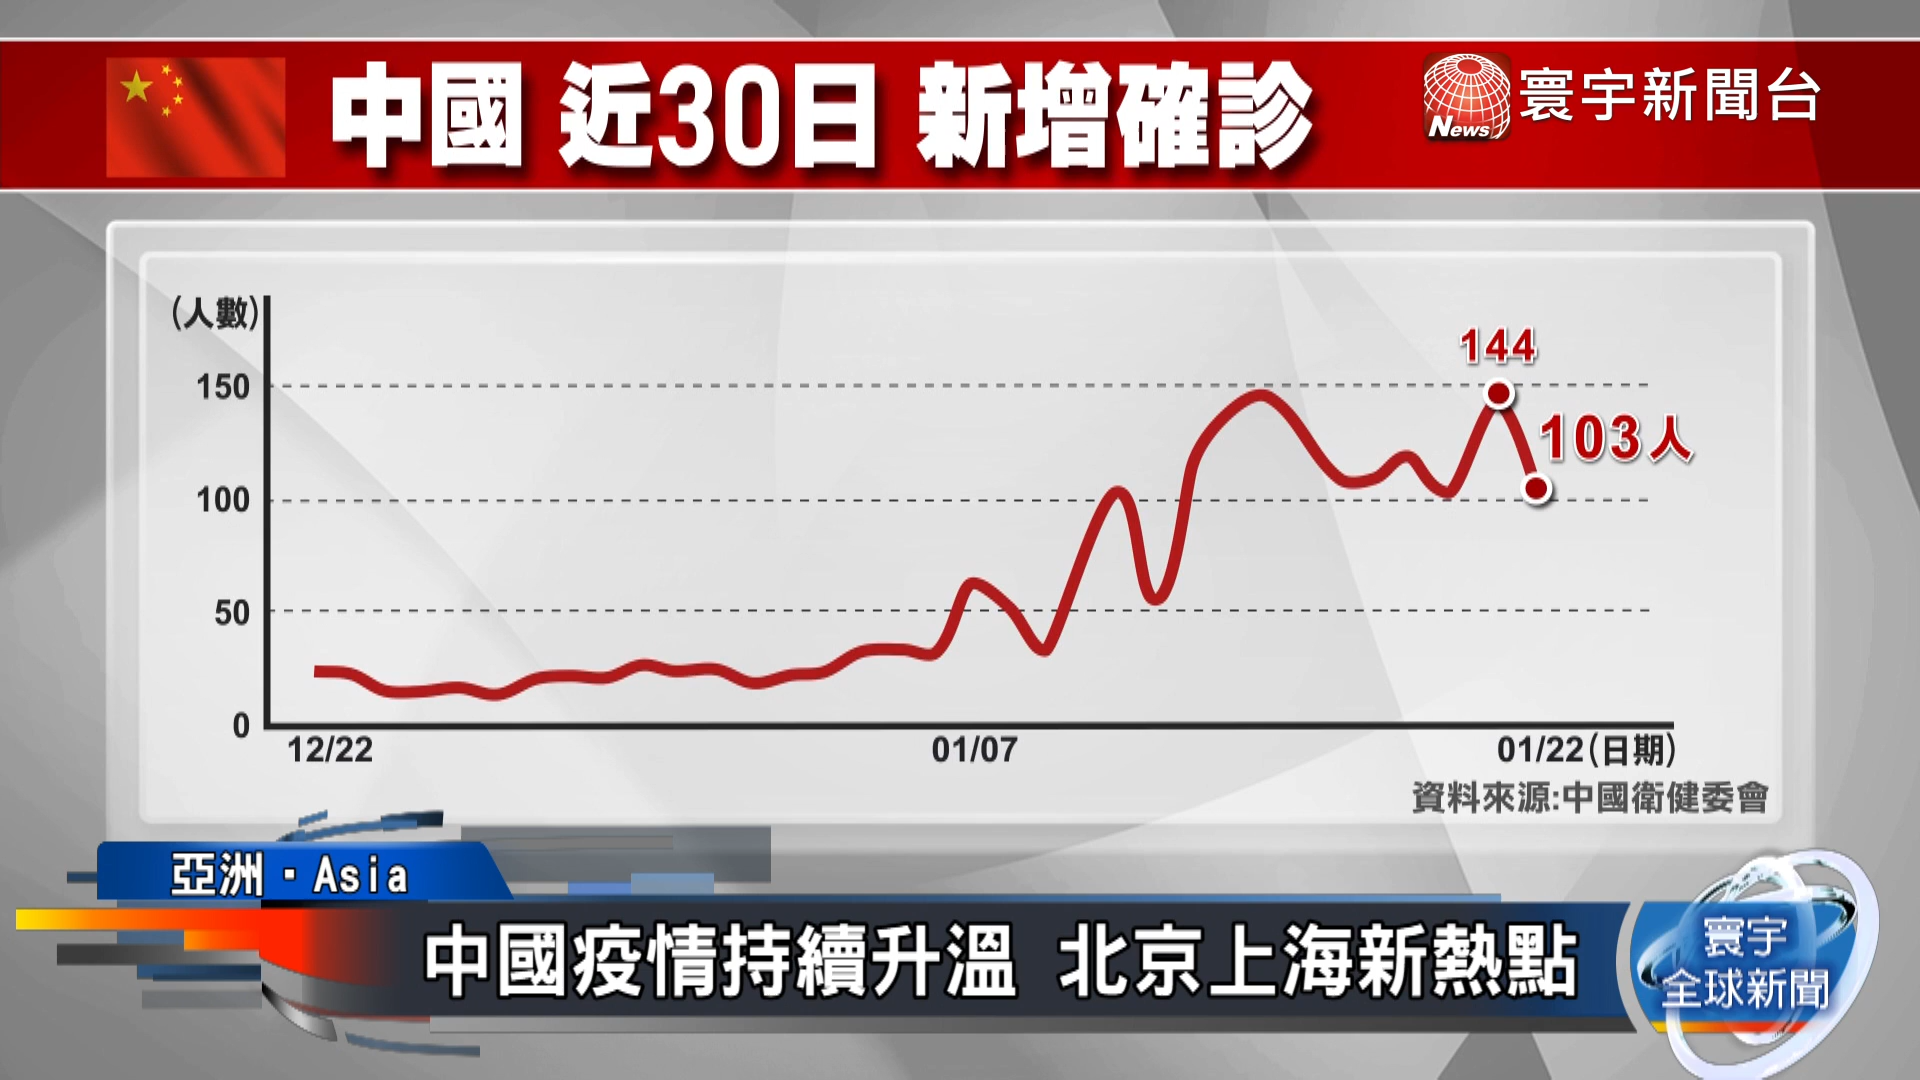 中國 近30日 新增確診
News 寰宇新聞台
(人數)
144
150
103人
100
50
0
12/22 01/07 01/22(日期)
資料來源:中國衛健委會
亞洲·Asia
中國疫情持續升溫 北京上海新熱點
寰宇
全球新聞